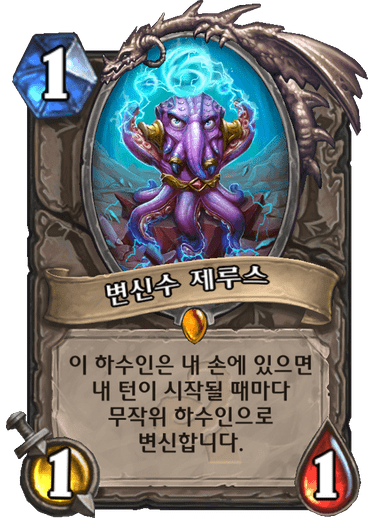 1
변신수 제루스
이 하수인은 내 손에 있으면
내 턴이 시작될 때마다
무작위 하수인으로
변신합니다.
1
1